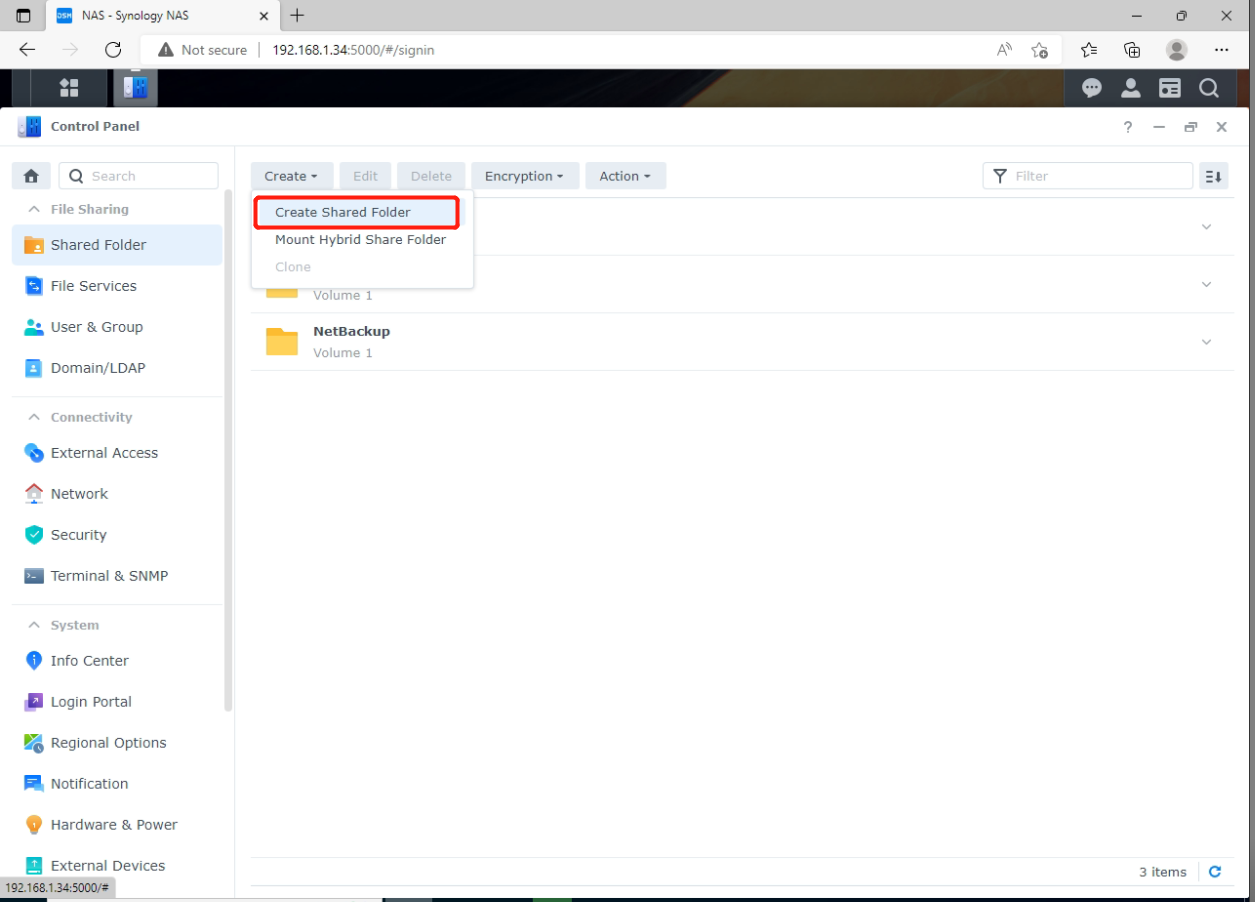 DSM NAS - Synology NAS
Not secure 192.168.1.34:5000/#/signin
Control Panel
Search
Create Edit Delete Encryption Action
Filter
File Sharing
Shared Folder
File Services
User & Group
Domain/LDAP
Connectivity
External Access
Network
Security
Terminal & SNMP
System
Info Center
Login Portal
Regional Options
Notification
Hardware & Power
External Devices
192.168.1.34:5000/#
Create Shared Folder
Mount Hybrid Share Folder
Clone
Volume 1
NetBackup
Volume 1
3 items